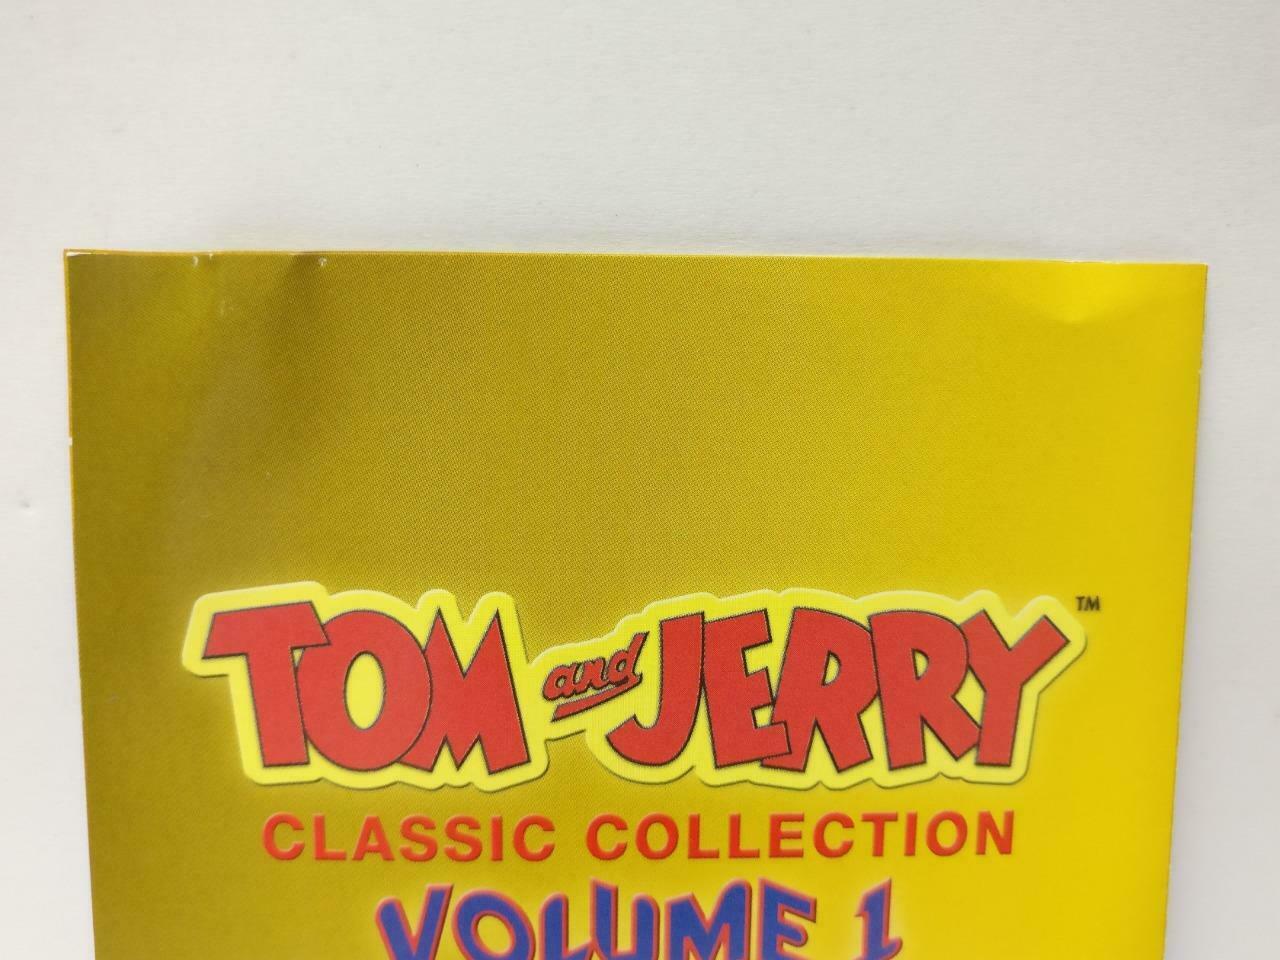 TOM and JERRY™
CLASSIC COLLECTION
VOLUME 1